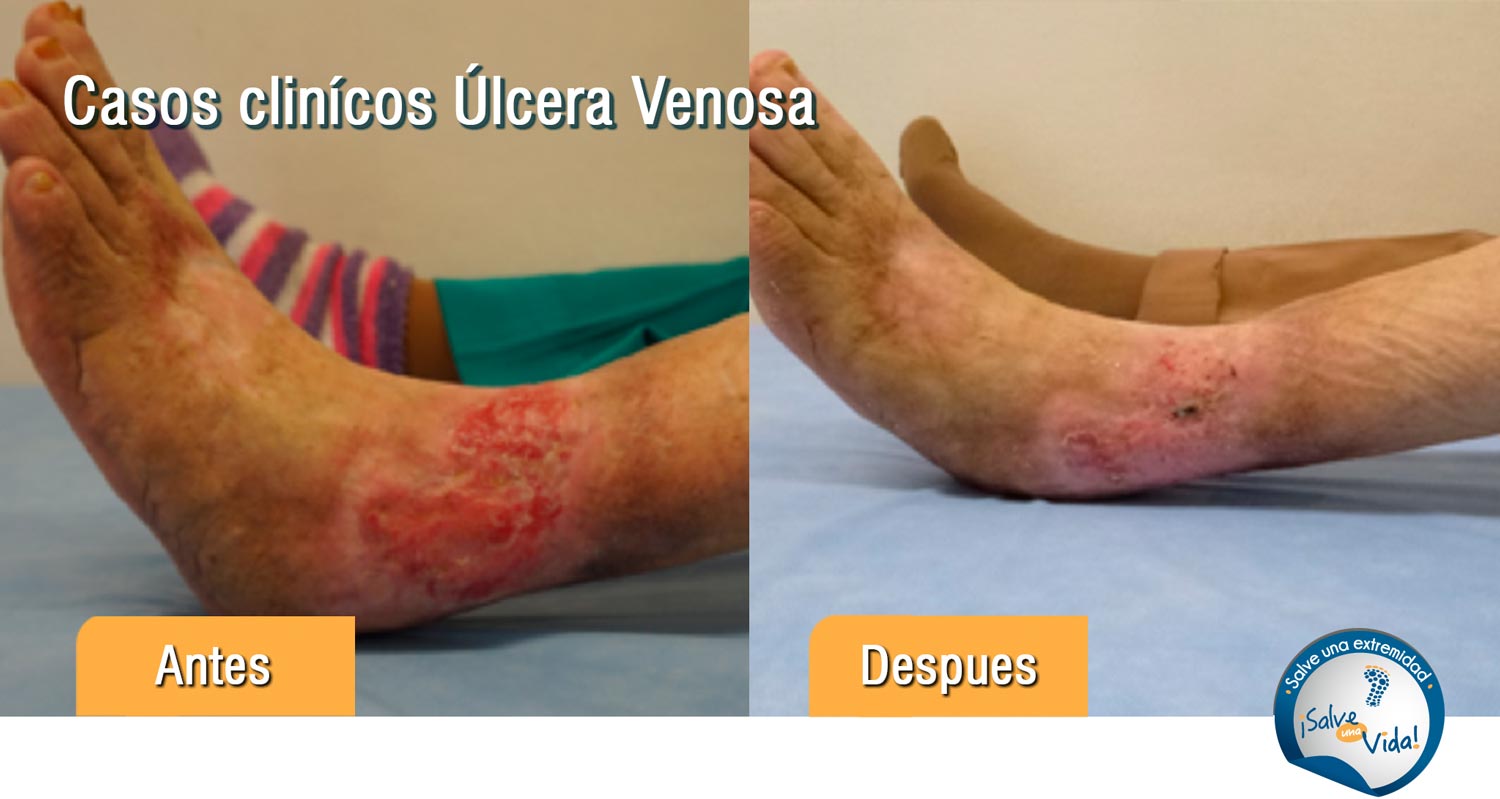 Casos clinícos Úlcera Venosa
Antes
Despues
Salve una extremidad
¡Salve
una
Vida!